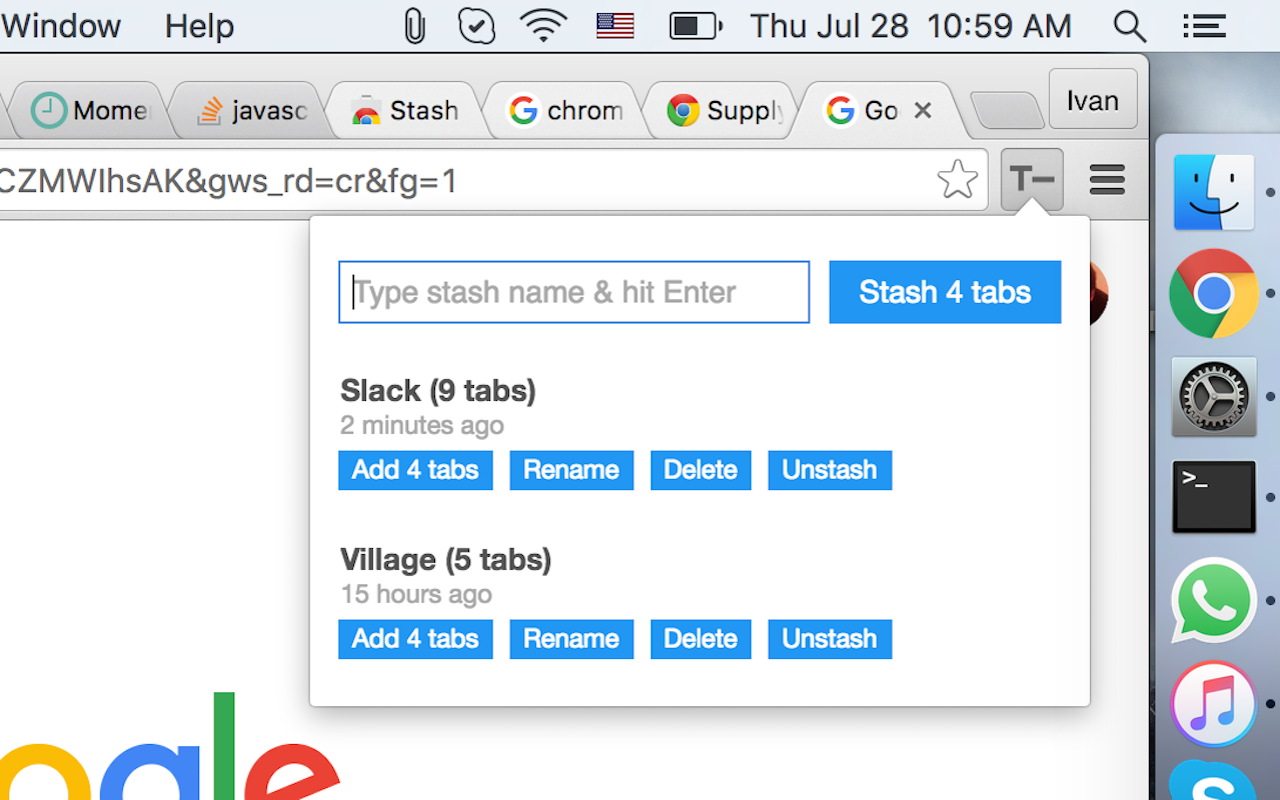 Window Help Thu Jul 28 10:59 AM
Mome javasc Stash chrom Supply Go Ivan
CZMWIhsAK&gws_rd=cr&fg=1 T–
Type stash name & hit Enter Stash 4 tabs
Slack (9 tabs)
2 minutes ago
Add 4 tabs Rename Delete Unstash
Village (5 tabs)
15 hours ago
Add 4 tabs Rename Delete Unstash
>_
ogle
S